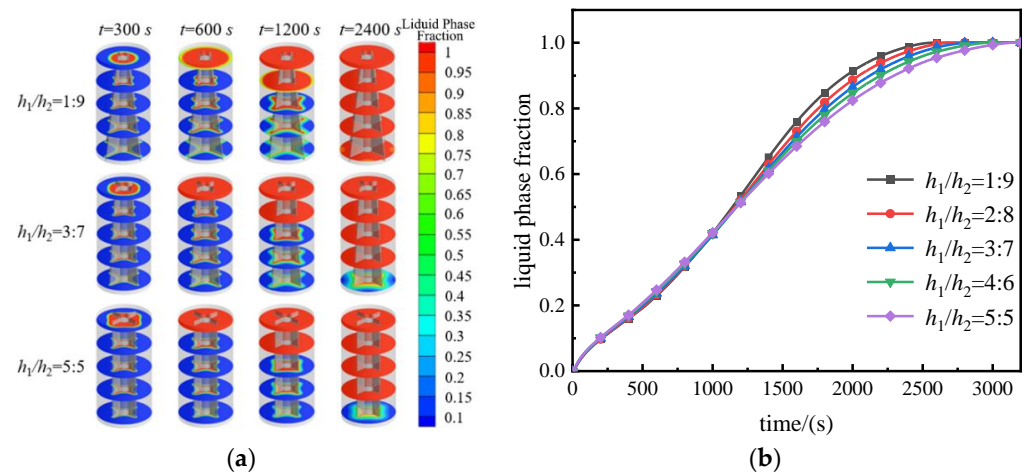 t=300 s t=600 s t=1200 s t=2400 s
Liquid Phase
Fraction
h₁/h₂=1:9
h₁/h₂=3:7
h₁/h₂=5:5
1
0.95
0.9
0.85
0.8
0.75
0.7
0.65
0.6
0.55
0.5
0.45
0.4
0.35
0.3
0.25
0.2
0.15
0.1
(a)
liquid phase fraction
1.0
0.8
0.6
0.4
0.2
0.0
h₁/h₂=1:9
h₁/h₂=2:8
h₁/h₂=3:7
h₁/h₂=4:6
h₁/h₂=5:5
0 500 1000 1500 2000 2500 3000
time/(s)
(b)